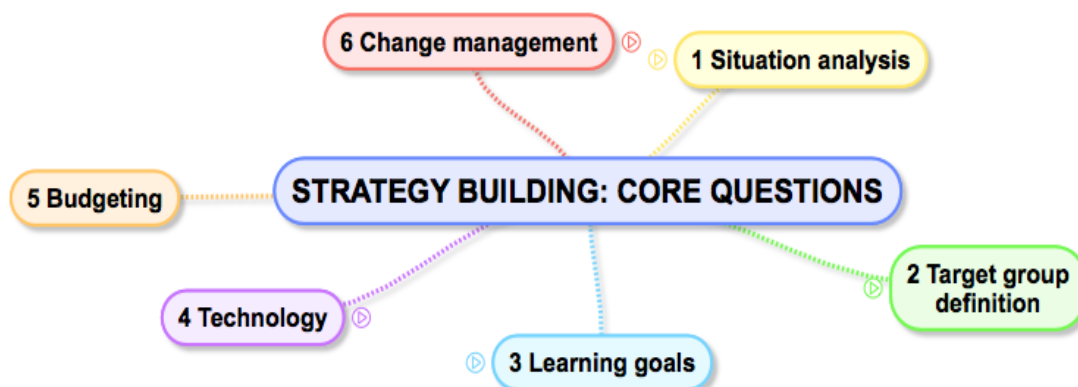 6 Change management
1 Situation analysis
STRATEGY BUILDING: CORE QUESTIONS
5 Budgeting
2 Target group
definition
4 Technology
3 Learning goals